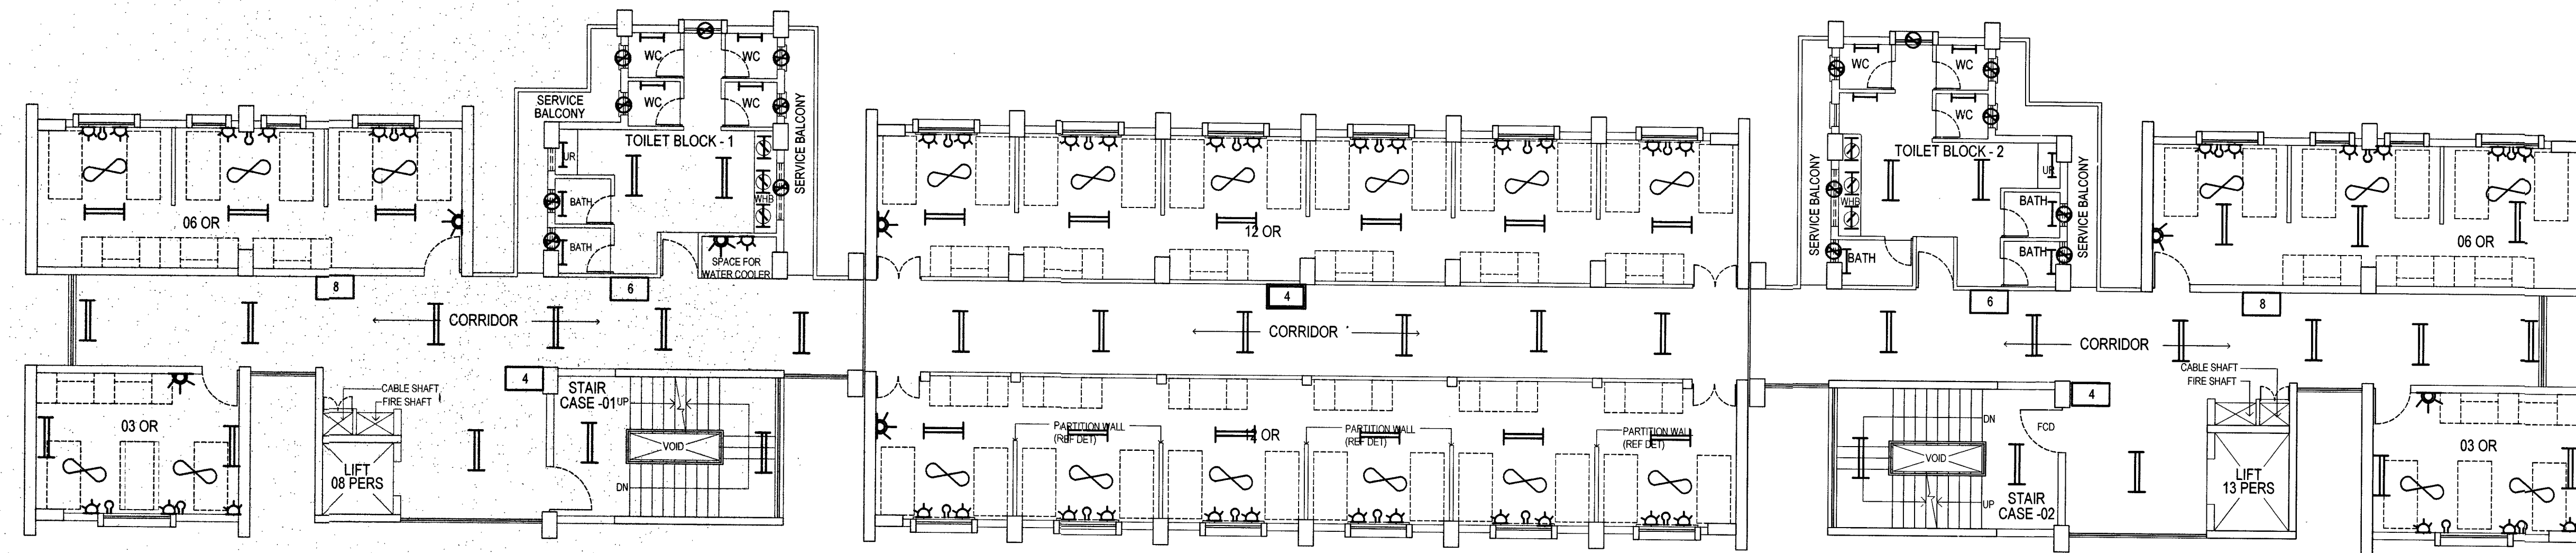 WC
WC
WC
WC
SERVICE
BALCONY
SERVICE BALCONY
TOILET BLOCK - 1
UR
BATH
WHB
BATH
SPACE FOR
WATER COOLER
06 OR
8
6
CORRIDOR
12 OR
4
CORRIDOR
WC
WC
WC
TOILET BLOCK - 2
UR
SERVICE BALCONY
SERVICE BALCONY
WHB
BATH
BATH
BATH
06 OR
6
8
CORRIDOR
03 OR
CABLE SHAFT
FIRE SHAFT
LIFT
08 PERS
4
STAIR
CASE -01
UP
VOID
DN
12 OR
PARTITION WALL
(REF DET)
PARTITION WALL
(REF DET)
PARTITION WALL
(REF DET)
DN
VOID
UP
FCD
STAIR
CASE -02
4
CABLE SHAFT
FIRE SHAFT
LIFT
13 PERS
03 OR